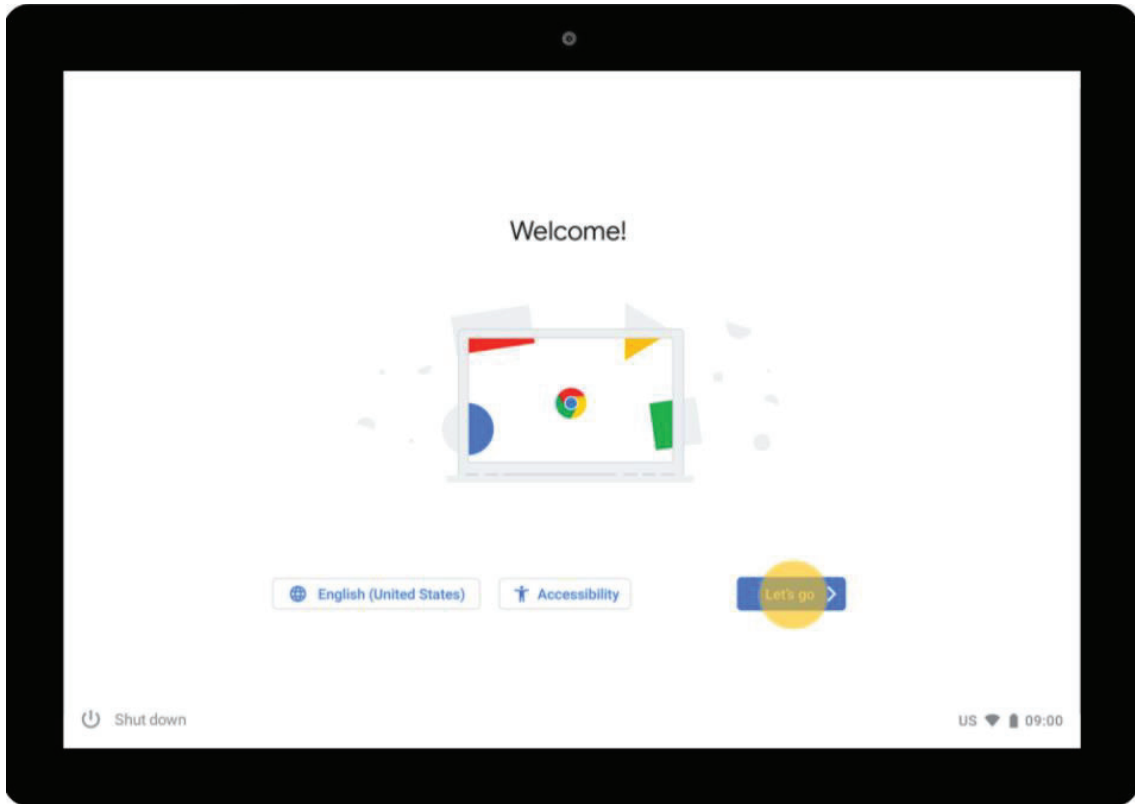 Welcome!
English (United States)
Accessibility
Let's go
Shut down
US
09:00